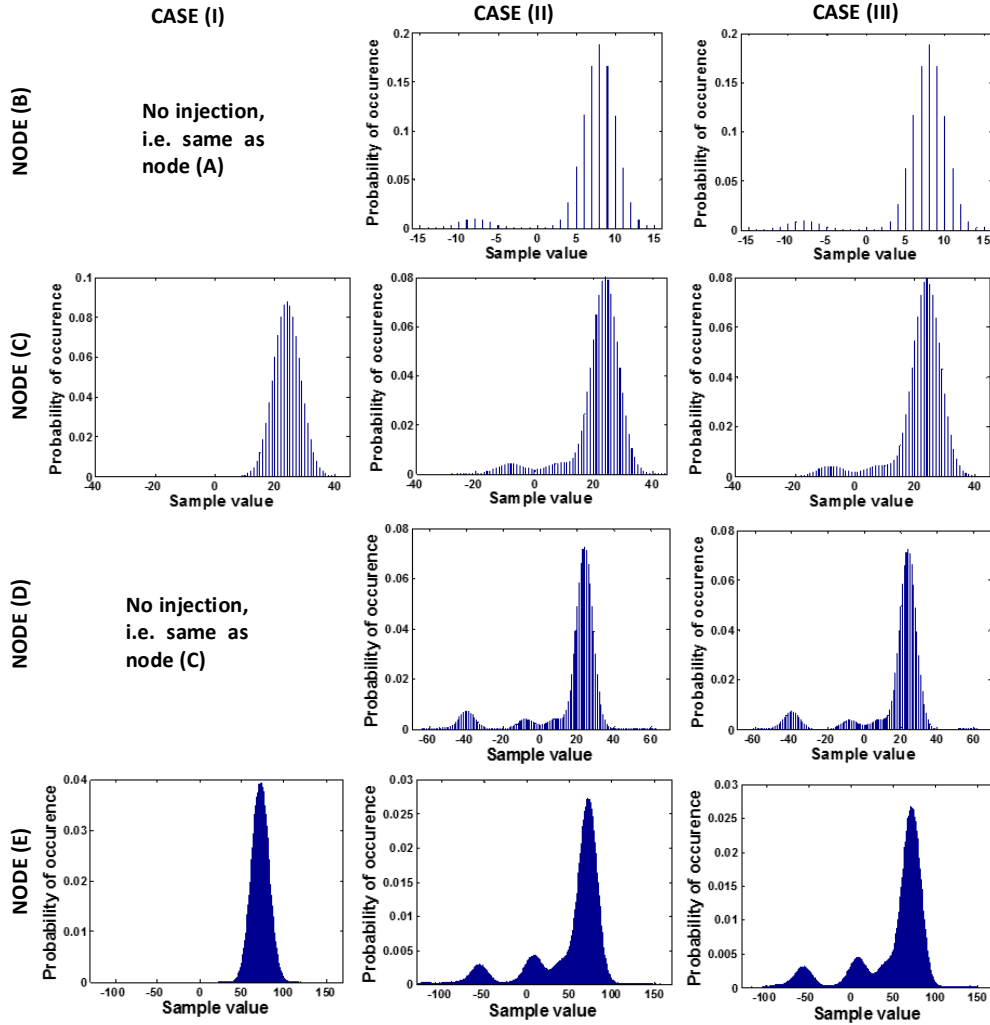 CASE (I)
CASE (II)
CASE (III)
NODE (B)
No injection,
i.e. same as
node (A)
Probability of occurence
0.2
0.15
0.1
0.05
0
-15 -10 -5 0 5 10 15
Sample value
Probability of occurence
0.2
0.15
0.1
0.05
0
-15 -10 -5 0 5 10 15
Sample value
NODE (C)
Probability of occurence
0.1
0.08
0.06
0.04
0.02
0
-40 -20 0 20 40
Sample value
Probability of occurence
0.08
0.06
0.04
0.02
0
-40 -20 0 20 40
Sample value
Probability of occurence
0.08
0.06
0.04
0.02
0
-40 -20 0 20 40
Sample value
NODE (D)
No injection,
i.e. same as
node (C)
Probability of occurence
0.08
0.06
0.04
0.02
0
-60 -40 -20 0 20 40 60
Sample value
Probability of occurence
0.08
0.06
0.04
0.02
0
-60 -40 -20 0 20 40 60
Sample value
NODE (E)
Probability of occurence
0.04
0.03
0.02
0.01
0
-100 -50 0 50 100 150
Sample value
Probability of occurence
0.03
0.025
0.02
0.015
0.01
0.005
0
-100 -50 0 50 100 150
Sample value
Probability of occurence
0.03
0.025
0.02
0.015
0.01
0.005
0
-100 -50 0 50 100 150
Sample value